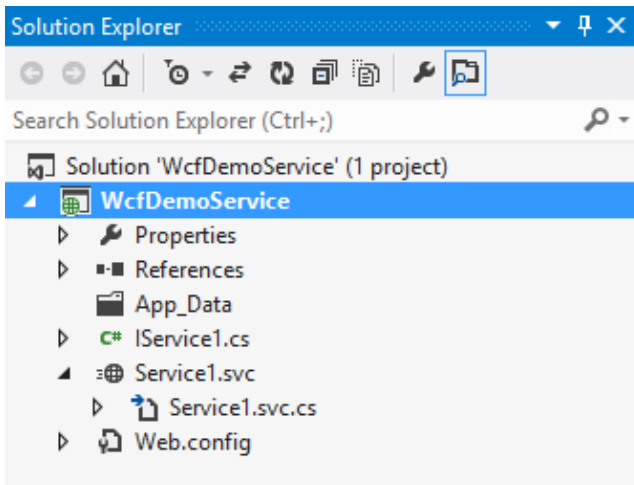 Solution Explorer
Search Solution Explorer (Ctrl+;)
Solution 'WcfDemoService' (1 project)
WcfDemoService
Properties
References
App_Data
C# IService1.cs
Service1.svc
Service1.svc.cs
Web.config